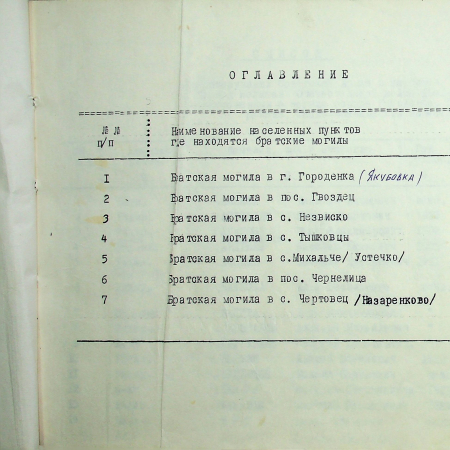 ОГЛАВЛЕНИЕ
№ № Наименование населенных пунктов
п/п где находятся братские могилы
I Братская могила в г. Городенка (Якубовка)
2 Братская могила в пос. Гвоздец
3 Братская могила в с. Незвиско
4 Братская могила в с. Тышковцы
5 Братская могила в с.Михальче/ Устечко/
6 Братская могила в пос. Чернелица
7 Братская могила в с. Чертовец /Назаренково/